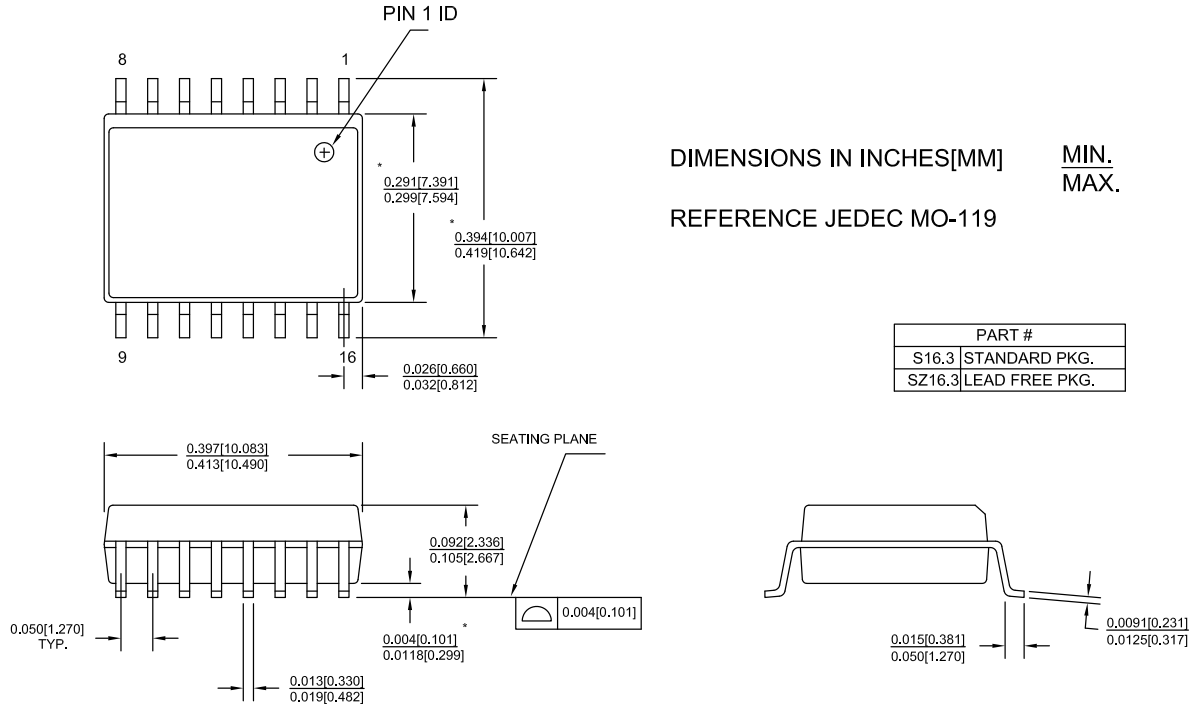 PIN 1 ID
8
1
*
0.291[7.391]
0.299[7.594]
*
0.394[10.007]
0.419[10.642]
DIMENSIONS IN INCHES[MM]
MIN.
MAX.
REFERENCE JEDEC MO-119
9
16
0.026[0.660]
0.032[0.812]
PART #
S16.3 STANDARD PKG.
SZ16.3 LEAD FREE PKG.
0.397[10.083]
0.413[10.490]
SEATING PLANE
0.092[2.336]
0.105[2.667]
0.004[0.101]
0.050[1.270]
TYP.
*
0.004[0.101]
0.0118[0.299]
0.013[0.330]
0.019[0.482]
0.015[0.381]
0.050[1.270]
0.0091[0.231]
0.0125[0.317]